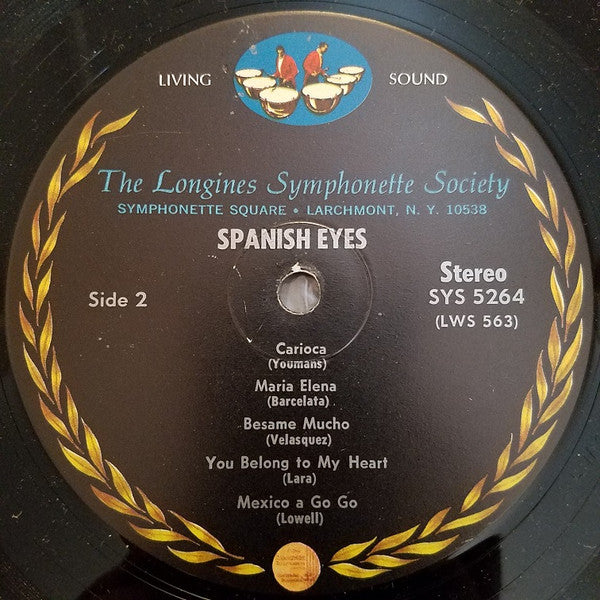 LIVING SOUND
The Longines Symphonette Society
SYMPHONETTE SQUARE • LARCHMONT, N. Y. 10538
SPANISH EYES
Side 2
Stereo
SYS 5264
(LWS 563)
Carioca
(Youmans)
Maria Elena
(Barcelata)
Besame Mucho
(Velasquez)
You Belong to My Heart
(Lara)
Mexico a Go Go
(Lowell)